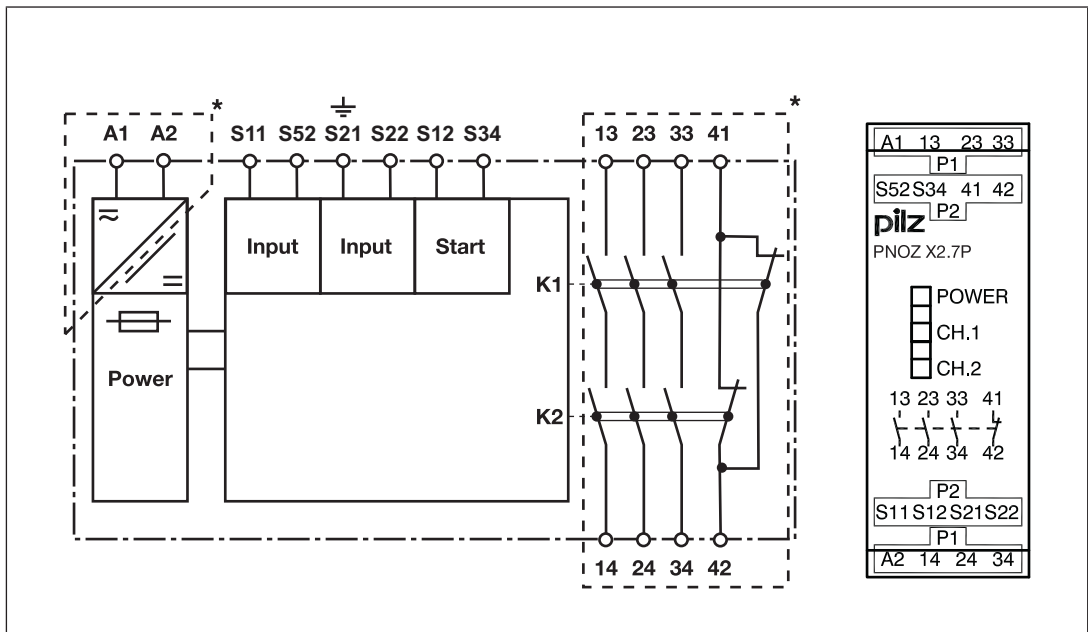 *
*
A1 A2 S11 S52 S21 S22 S12 S34 13 23 33 41
Input Input Start
K1
Power
K2
14 24 34 42
A1 13 23 33
P1
S52 S34 41 42
P2
pilz
PNOZ X2.7P
POWER
CH.1
CH.2
13 23 33 41
14 24 34 42
P2
S11 S12 S21 S22
P1
A2 14 24 34